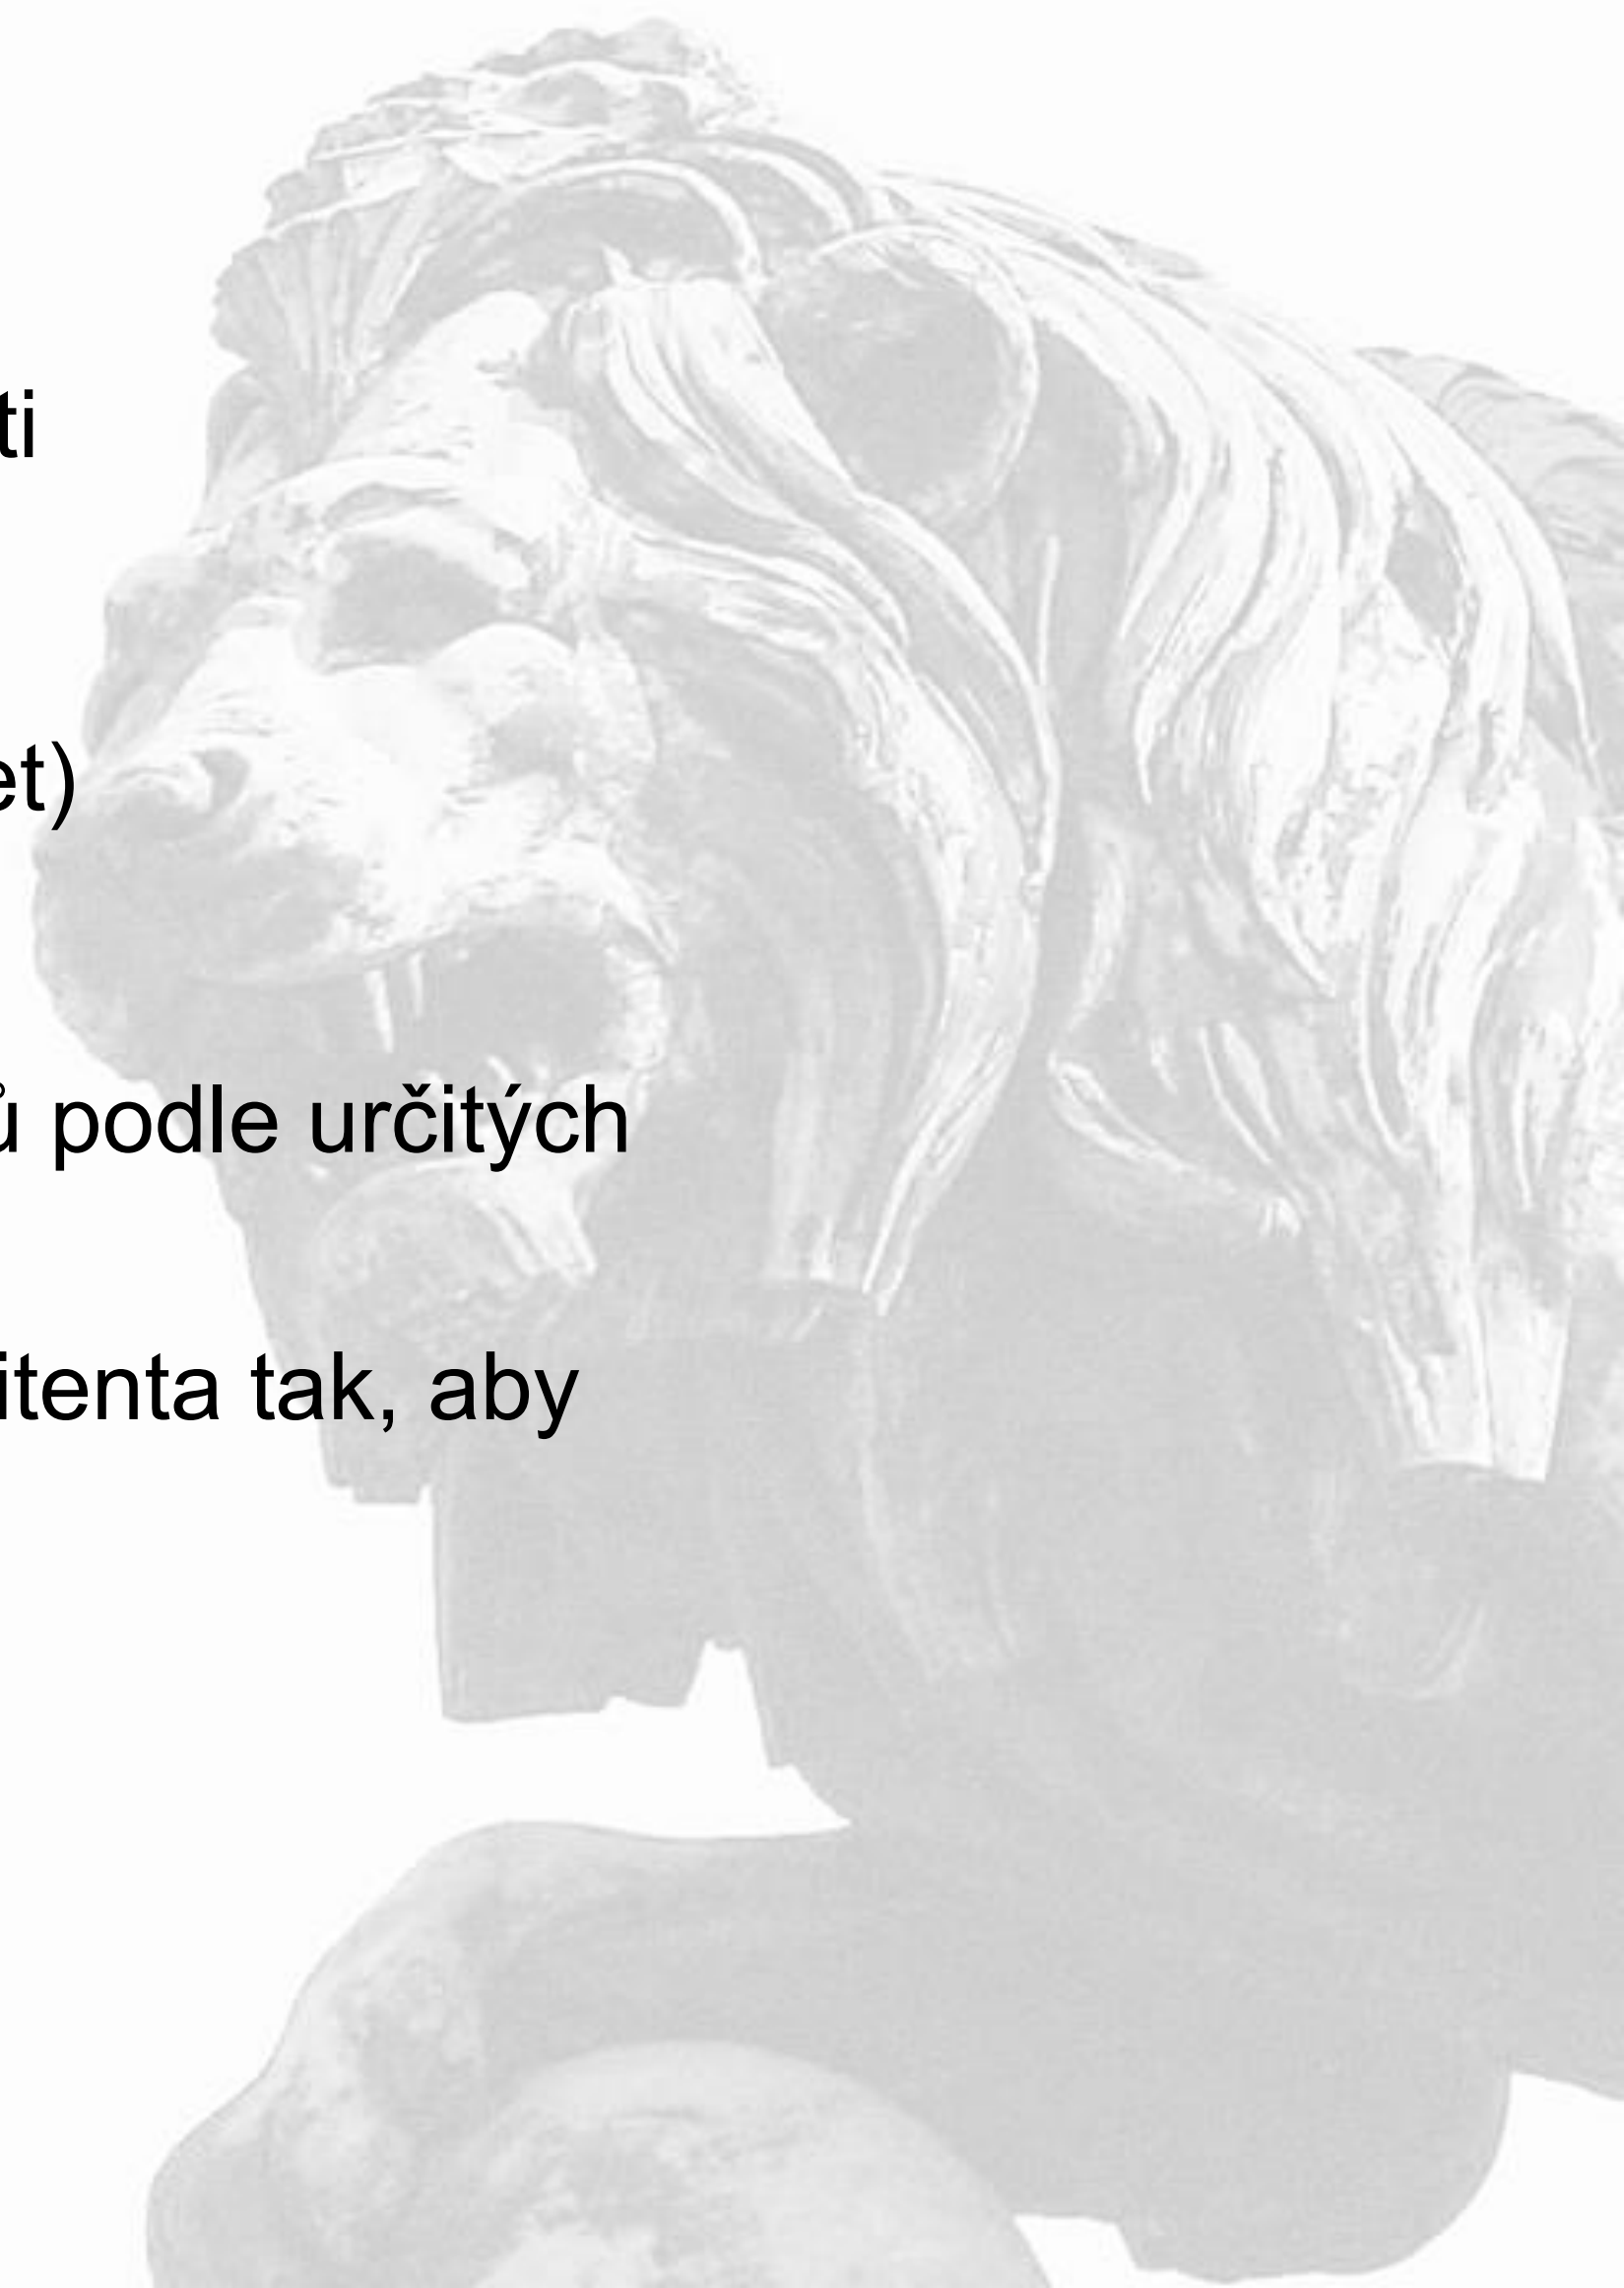 ti
et)
ů podle určitých
itenta tak, aby